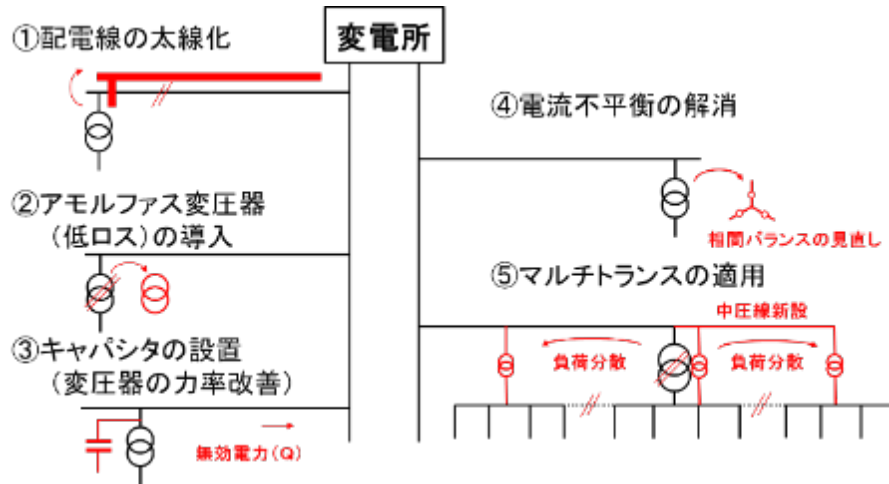 変電所
①配電線の太線化
②アモルファス変圧器
(低ロス)の導入
③キャパシタの設置
(変圧器の力率改善)
無効電力(Q)
④電流不平衡の解消
相間バランスの見直し
⑤マルチトランスの適用
中圧線新設
負荷分散
負荷分散